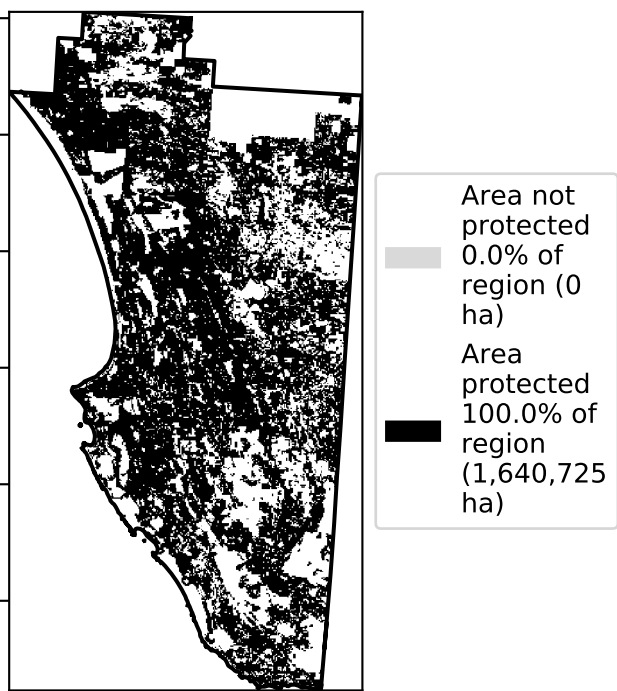 Area not
protected
0.0% of
region (0
ha)
Area
protected
100.0% of
region
(1,640,725
ha)